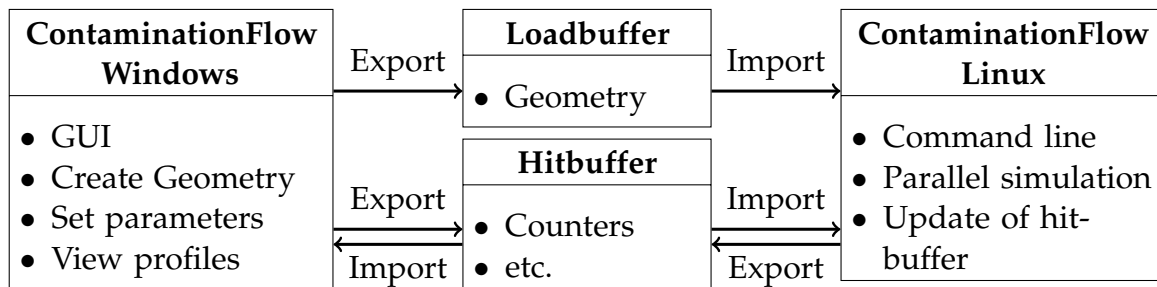 ContaminationFlow
Windows
• GUI
• Create Geometry
• Set parameters
• View profiles
Export
Export
Import
Loadbuffer
• Geometry
Hitbuffer
• Counters
• etc.
Import
Import
Export
ContaminationFlow
Linux
• Command line
• Parallel simulation
• Update of hit-
buffer